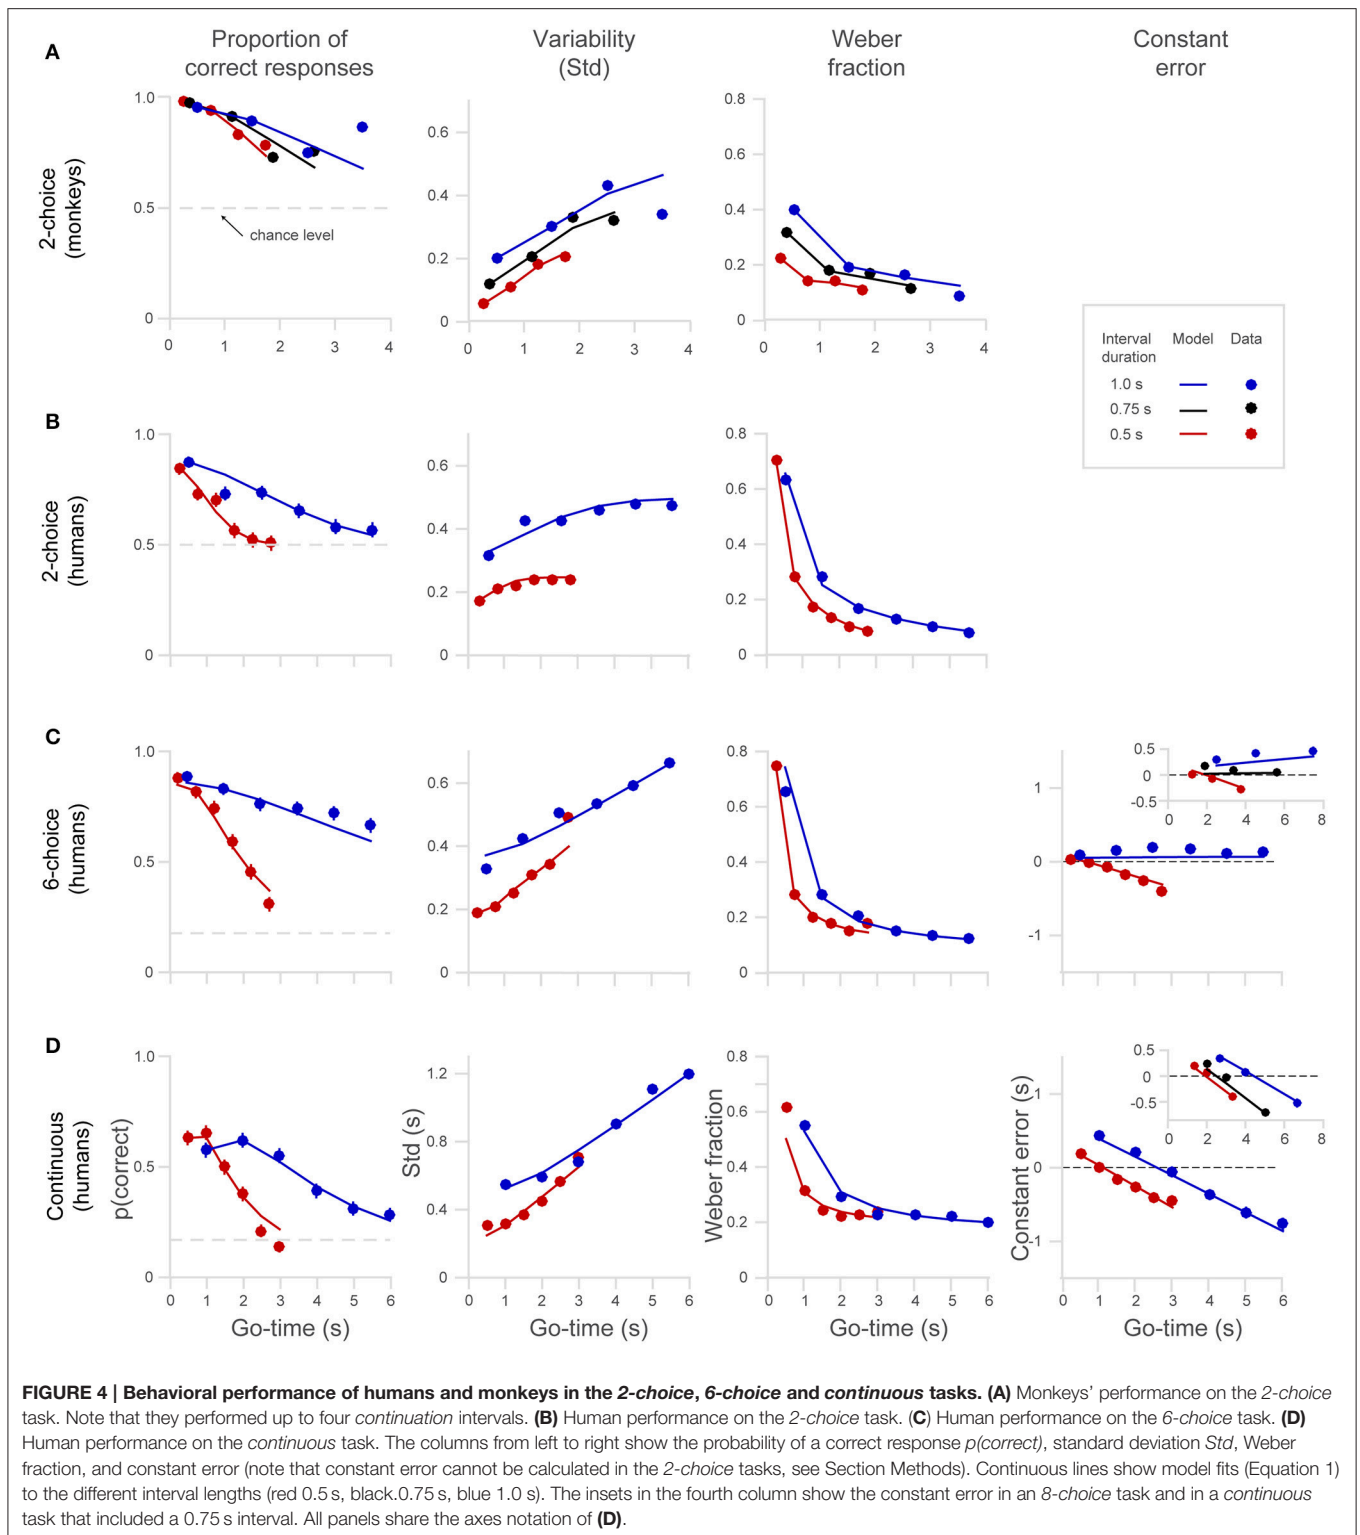 A
Proportion of
correct responses
Variability
(Std)
Weber
fraction
Constant
error
2-choice
(monkeys)
1.0
0.5
0
chance level
0 1 2 3 4
0.6
0.4
0.2
0
0 1 2 3 4
0.8
0.6
0.4
0.2
0
0 1 2 3 4
Interval
duration
Model
Data
1.0 s
0.75 s
0.5 s
B
2-choice
(humans)
1.0
0.5
0
0.6
0.4
0.2
0
0.8
0.6
0.4
0.2
0
C
6-choice
(humans)
1.0
0.5
0
0.6
0.4
0.2
0
0.8
0.6
0.4
0.2
0
1
0
-1
0.5
0
-0.5
0 2 4 6 8
D
Continuous
(humans)
p(correct)
1.0
0.5
0
0 1 2 3 4 5 6
Go-time (s)
Std (s)
1.2
0.8
0.4
0
0 1 2 3 4 5 6
Go-time (s)
Weber fraction
0.8
0.6
0.4
0.2
0
0 1 2 3 4 5 6
Go-time (s)
Constant error (s)
1
0
-1
0 1 2 3 4 5 6
Go-time (s)
0.5
0
-0.5
0 2 4 6 8
FIGURE 4 | Behavioral performance of humans and monkeys in the 2-choice, 6-choice and continuous tasks. (A) Monkeys' performance on the 2-choice
task. Note that they performed up to four continuation intervals. (B) Human performance on the 2-choice task. (C) Human performance on the 6-choice task. (D)
Human performance on the continuous task. The columns from left to right show the probability of a correct response p(correct), standard deviation Std, Weber
fraction, and constant error (note that constant error cannot be calculated in the 2-choice tasks, see Section Methods). Continuous lines show model fits (Equation 1)
to the different interval lengths (red 0.5 s, black.0.75 s, blue 1.0 s). The insets in the fourth column show the constant error in an 8-choice task and in a continuous
task that included a 0.75 s interval. All panels share the axes notation of (D).